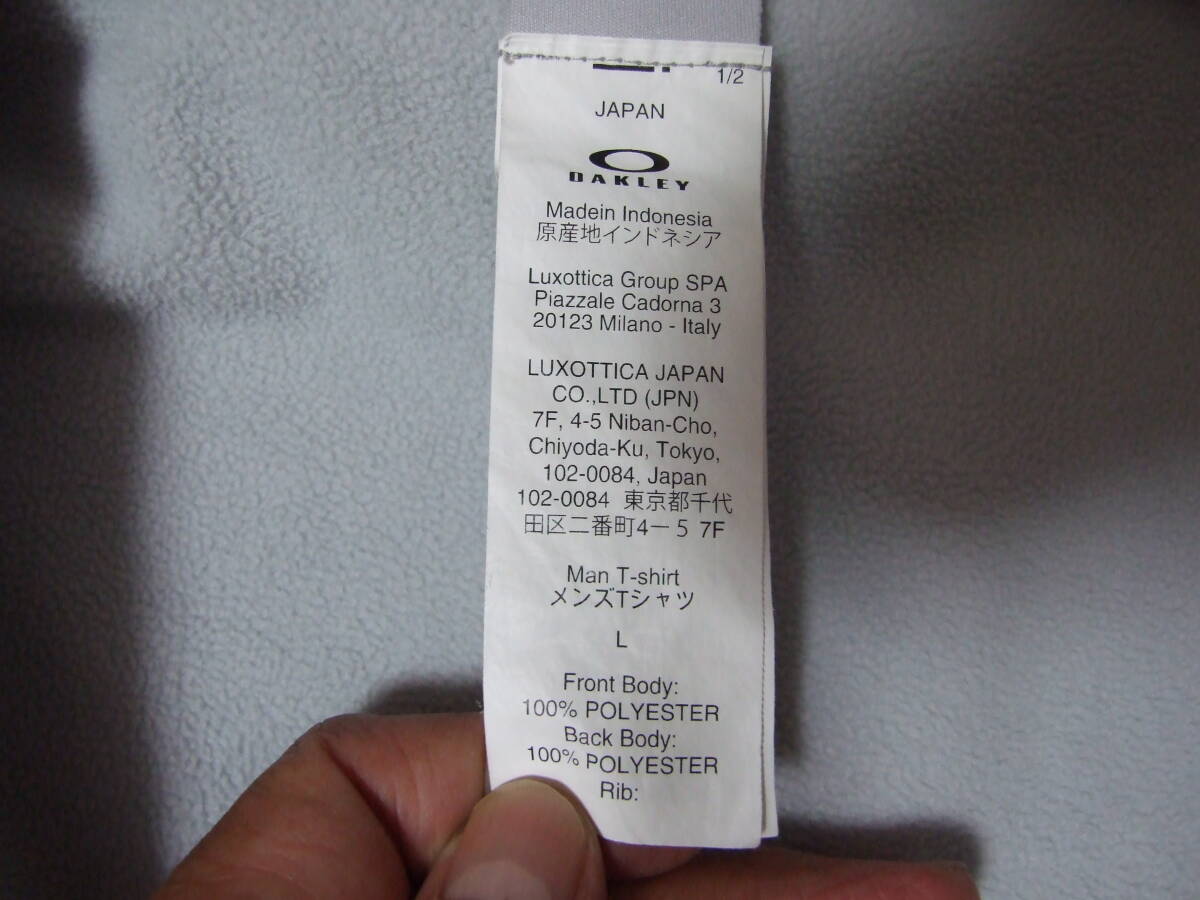 1/2
JAPAN
OAKLEY
Madein Indonesia
原産地インドネシア
Luxottica Group SPA
Piazzale Cadorna 3
20123 Milano - Italy
LUXOTTICA JAPAN
CO.,LTD (JPN)
7F, 4-5 Niban-Cho,
Chiyoda-Ku, Tokyo,
102-0084, Japan
102-0084 東京都千代
田区二番町4ー5 7F
Man T-shirt
メンズTシャツ
L
Front Body:
100% POLYESTER
Back Body:
100% POLYESTER
Rib: